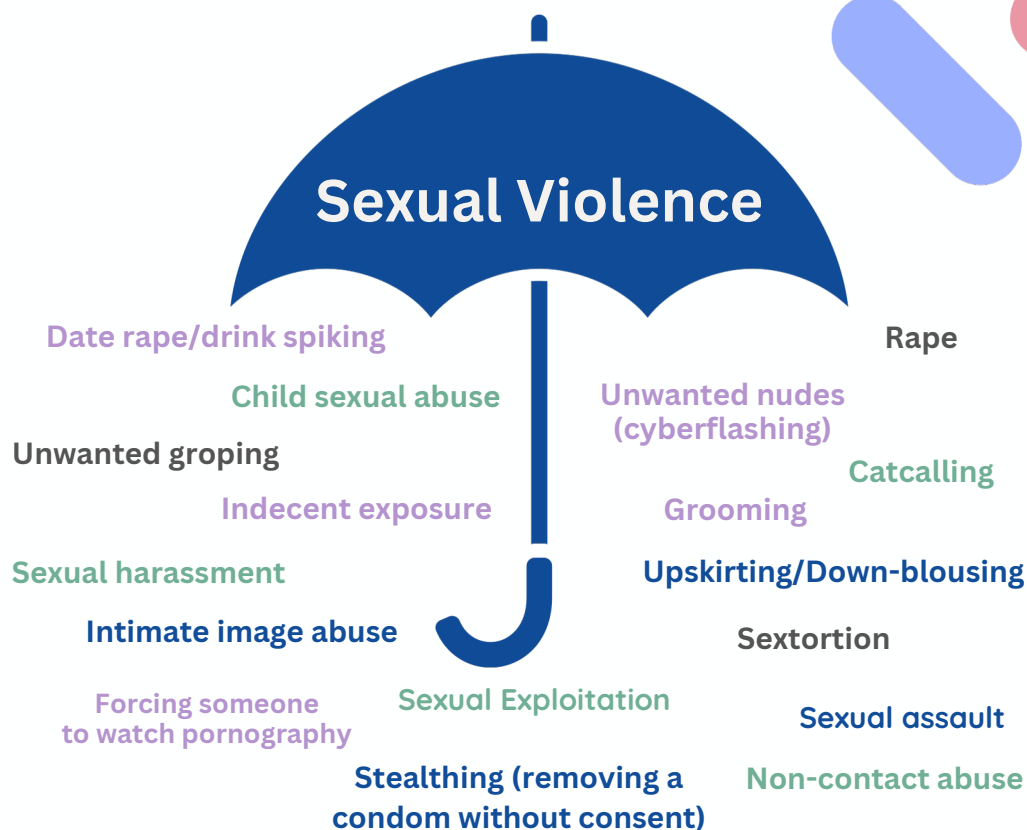 Sexual Violence
Date rape/drink spiking
Rape
Child sexual abuse
Unwanted nudes
(cyberflashing)
Unwanted groping
Catcalling
Indecent exposure
Grooming
Sexual harassment
Upskirting/Down-blousing
Intimate image abuse
Sextortion
Forcing someone
to watch pornography
Sexual Exploitation
Sexual assault
Stealthing (removing a
condom without consent)
Non-contact abuse